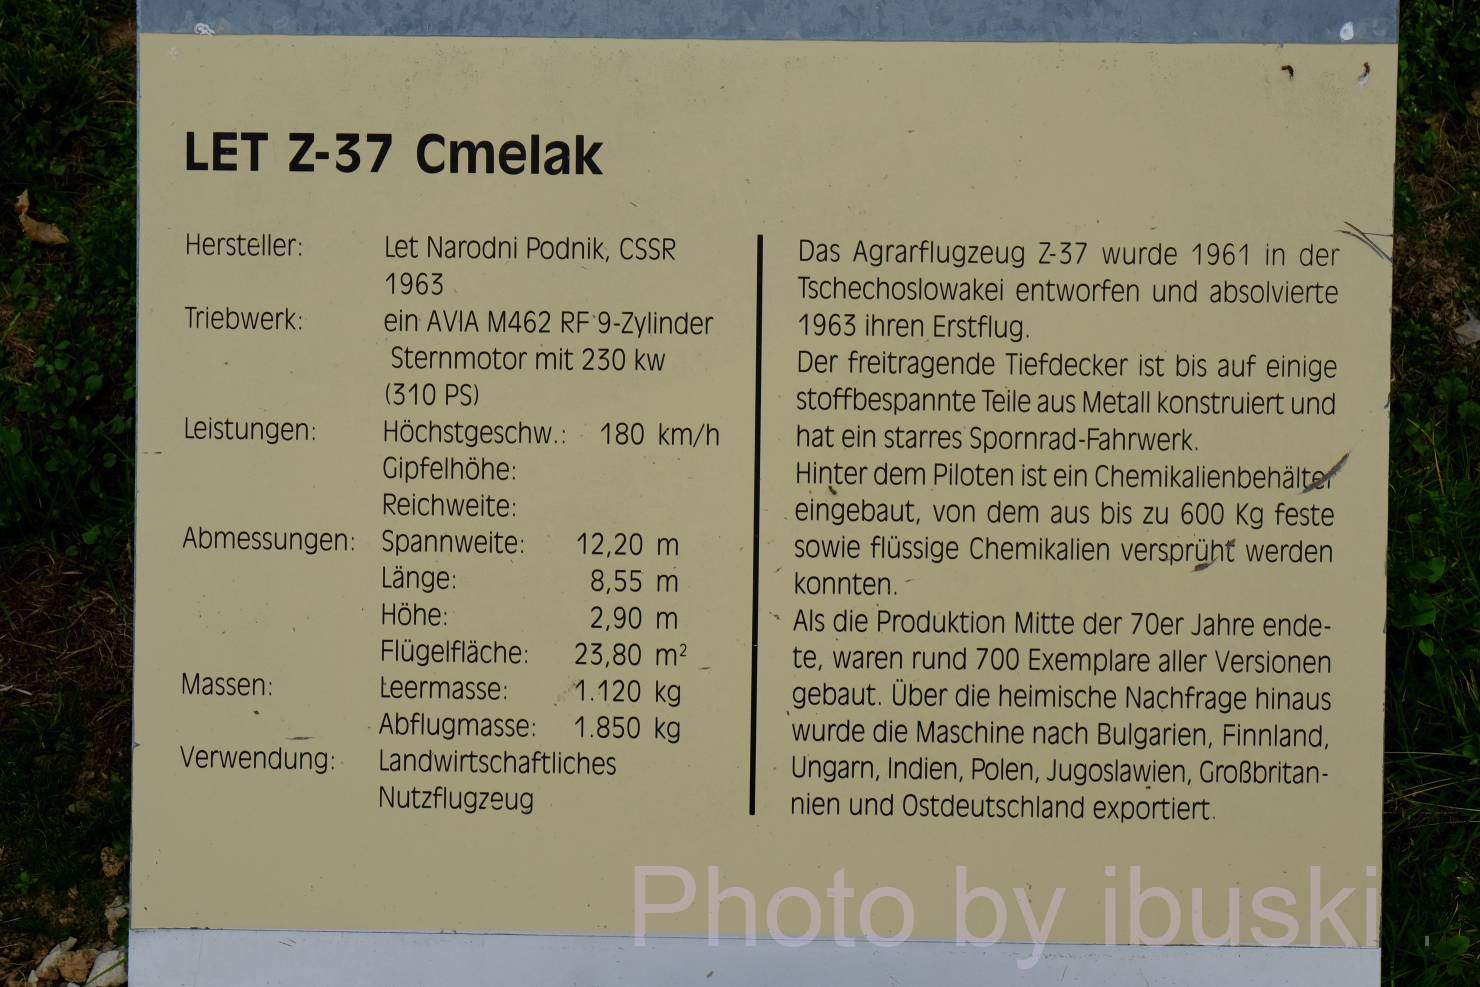 LET Z-37 Cmelak
Hersteller: Let Narodni Podnik, CSSR
1963
Triebwerk: ein AVIA M462 RF 9-Zylinder
Sternmotor mit 230 kw
(310 PS)
Leistungen: Höchstgeschw.: 180 km/h
Gipfelhöhe:
Reichweite:
Abmessungen: Spannweite: 12,20 m
Länge: 8,55 m
Höhe: 2,90 m
Flügelfläche: 23,80 m²
Massen: Leermasse: 1.120 kg
Abflugmasse: 1.850 kg
Verwendung: Landwirtschaftliches
Nutzflugzeug
Das Agrarflugzeug Z-37 wurde 1961 in der
Tschechoslowakei entworfen und absolvierte
1963 ihren Erstflug.
Der freitragende Tiefdecker ist bis auf einige
stoffbespannte Teile aus Metall konstruiert und
hat ein starres Spornrad-Fahrwerk.
Hinter dem Piloten ist ein Chemikalienbehälter
eingebaut, von dem aus bis zu 600 Kg feste
sowie flüssige Chemikalien versprüht werden
konnten.
Als die Produktion Mitte der 70er Jahre ende-
te, waren rund 700 Exemplare aller Versionen
gebaut. Über die heimische Nachfrage hinaus
wurde die Maschine nach Bulgarien, Finnland,
Ungarn, Indien, Polen, Jugoslawien, Großbritan-
nien und Ostdeutschland exportiert.
Photo by ibuski